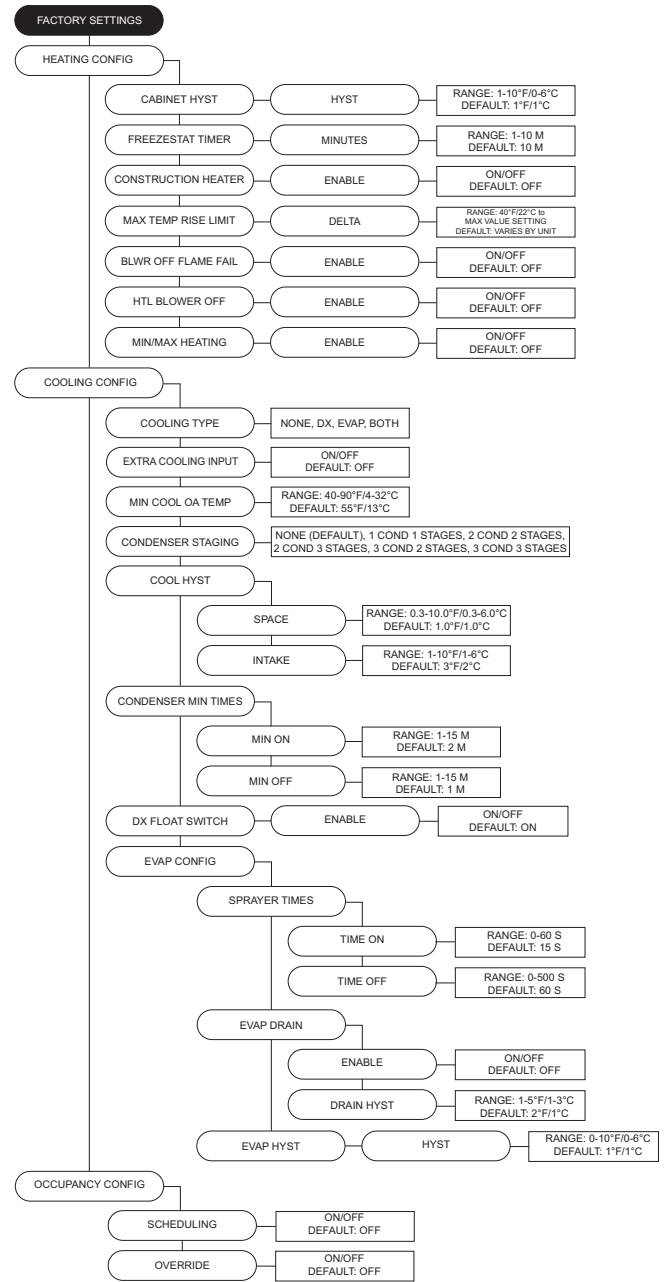 FACTORY SETTINGS
HEATING CONFIG
CABINET HYST
HYST
RANGE: 1-10°F/0-6°C
DEFAULT: 1°F/1°C
FREEZESTAT TIMER
MINUTES
RANGE: 1-10 M
DEFAULT: 10 M
CONSTRUCTION HEATER
ENABLE
ON/OFF
DEFAULT: OFF
MAX TEMP RISE LIMIT
DELTA
RANGE: 40°F/22°C to
MAX VALUE SETTING
DEFAULT: VARIES BY UNIT
BLWR OFF FLAME FAIL
ENABLE
ON/OFF
DEFAULT: OFF
HTL BLOWER OFF
ENABLE
ON/OFF
DEFAULT: OFF
MIN/MAX HEATING
ENABLE
ON/OFF
DEFAULT: OFF
COOLING CONFIG
COOLING TYPE
NONE, DX, EVAP, BOTH
EXTRA COOLING INPUT
ON/OFF
DEFAULT: OFF
MIN COOL OA TEMP
RANGE: 40-90°F/4-32°C
DEFAULT: 55°F/13°C
CONDENSER STAGING
NONE (DEFAULT), 1 COND 1 STAGES, 2 COND 2 STAGES,
2 COND 3 STAGES, 3 COND 2 STAGES, 3 COND 3 STAGES
COOL HYST
SPACE
RANGE: 0.3-10.0°F/0.3-6.0°C
DEFAULT: 1.0°F/1.0°C
INTAKE
RANGE: 1-10°F/1-6°C
DEFAULT: 3°F/2°C
CONDENSER MIN TIMES
MIN ON
RANGE: 1-15 M
DEFAULT: 2 M
MIN OFF
RANGE: 1-15 M
DEFAULT: 1 M
DX FLOAT SWITCH
ENABLE
ON/OFF
DEFAULT: ON
EVAP CONFIG
SPRAYER TIMES
TIME ON
RANGE: 0-60 S
DEFAULT: 15 S
TIME OFF
RANGE: 0-500 S
DEFAULT: 60 S
EVAP DRAIN
ENABLE
ON/OFF
DEFAULT: OFF
DRAIN HYST
RANGE: 1-5°F/1-3°C
DEFAULT: 2°F/1°C
EVAP HYST
HYST
RANGE: 0-10°F/0-6°C
DEFAULT: 1°F/1°C
OCCUPANCY CONFIG
SCHEDULING
ON/OFF
DEFAULT: OFF
OVERRIDE
ON/OFF
DEFAULT: OFF